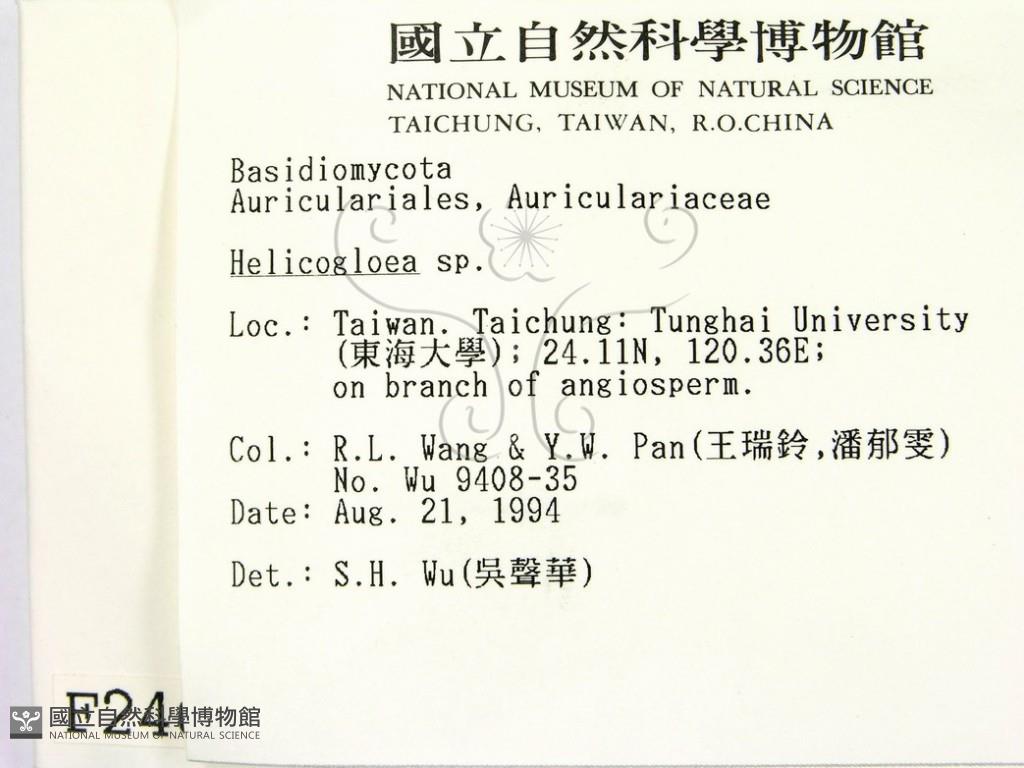 國立自然科學博物館
NATIONAL MUSEUM OF NATURAL SCIENCE
TAICHUNG, TAIWAN, R.O.CHINA
Basidiomycota
Auriculariales, Auriculariaceae
Helicogloea sp.
Loc.: Taiwan. Taichung: Tunghai University
(東海大學); 24.11N, 120.36E;
on branch of angiosperm.
Col.: R.L. Wang & Y.W. Pan(王瑞鈴,潘郁雯)
No. Wu 9408-35
Date: Aug. 21, 1994
Det.: S.H. Wu(吳聲華)
F24
國立自然科學博物館
NATIONAL MUSEUM OF NATURAL SCIENCE